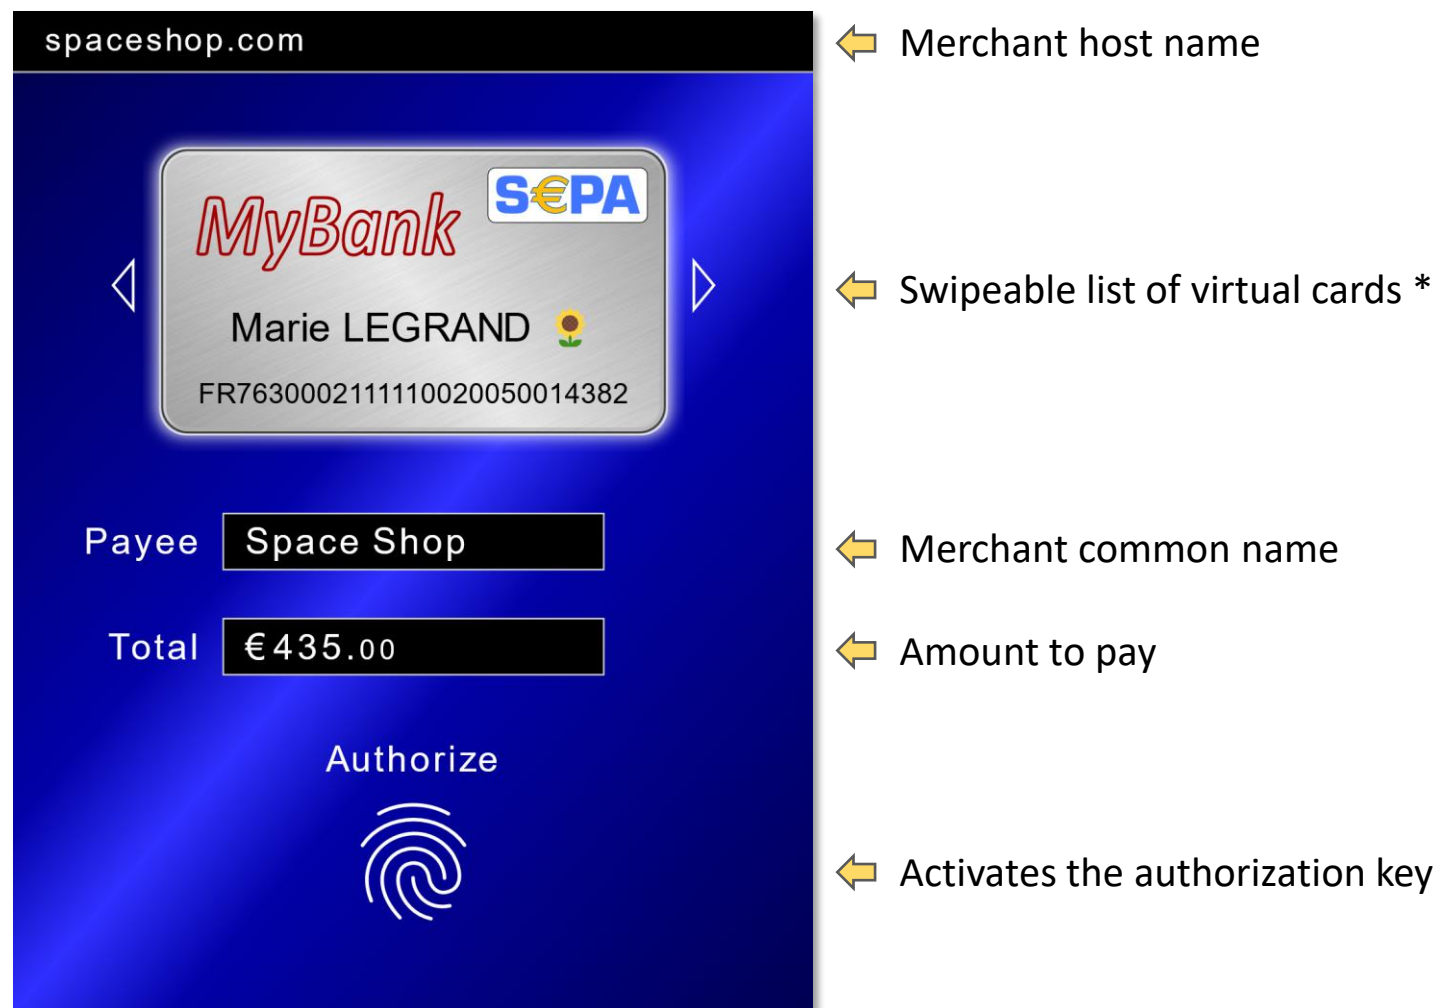 spaceshop.com
Merchant host name
MyBank
S€PA
Marie LEGRAND
FR7630002111110020050014382
Swipeable list of virtual cards *
Payee
Space Shop
Merchant common name
Total
€435.00
Amount to pay
Authorize
Activates the authorization key